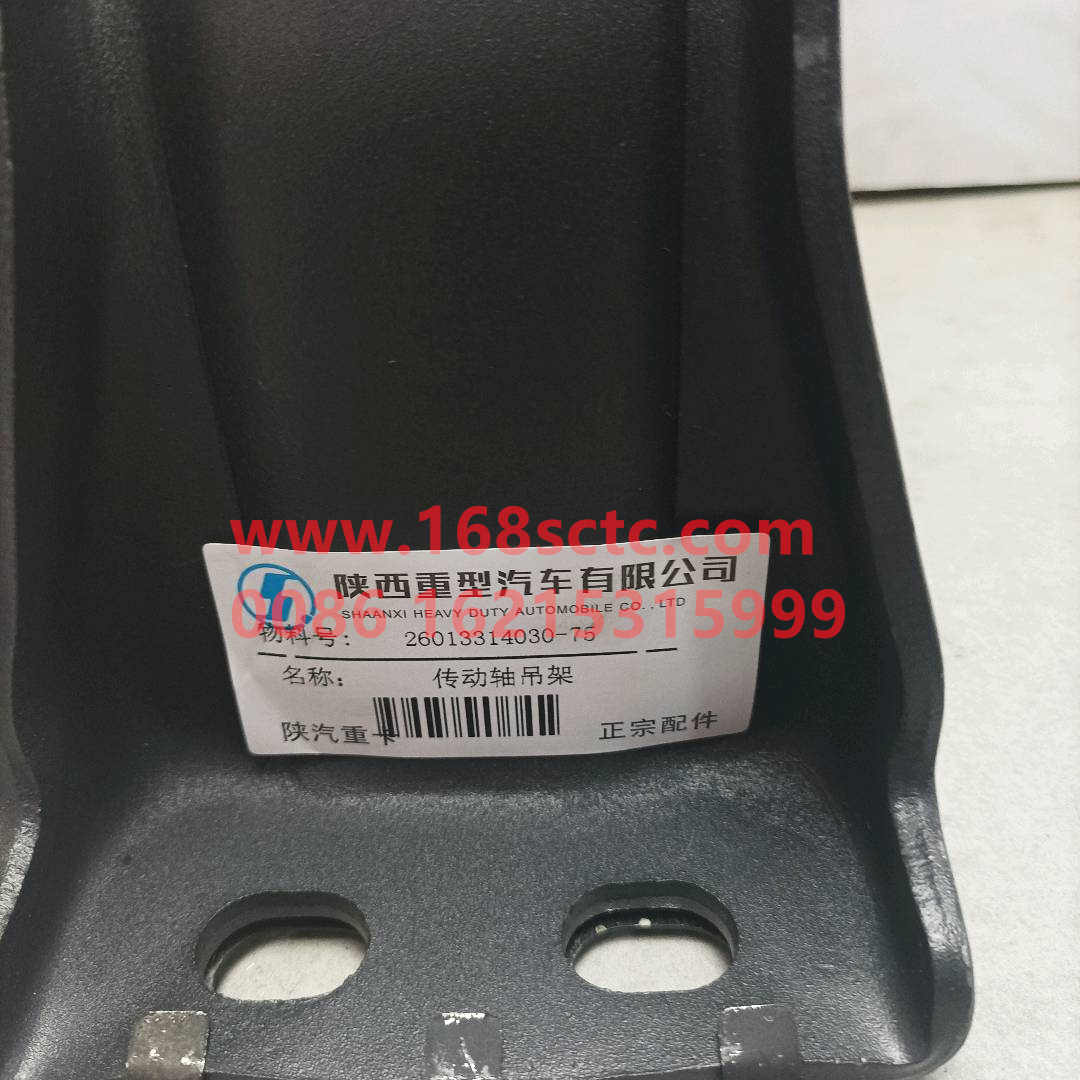 www.168sctc.com
陕西重型汽车有限公司
SHAANXI HEAVY DUTY AUTOMOBILE CO.,LTD
0086 16215315999
物料号: 26013314030-75
名称: 传动轴吊架
陕汽重卡 正宗配件